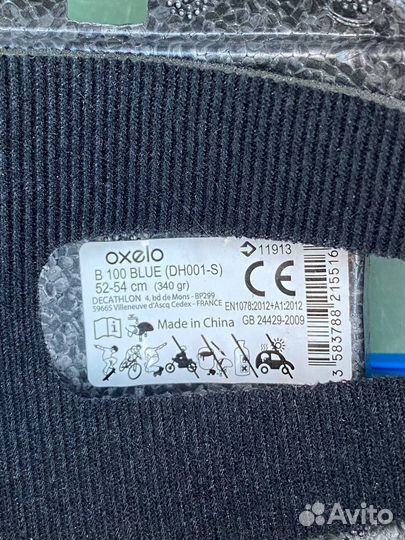 oxelo
11913
B 100 BLUE (DH001-S)
52-54 cm (340 gr)
CE
DECATHLON 4, bd de Mons - BP299
59665 Villeneuve d'Ascq Cedex - FRANCE
EN1078:2012+A1:2012
Made in China
GB 24429-2009
3 583788 215516
Avito